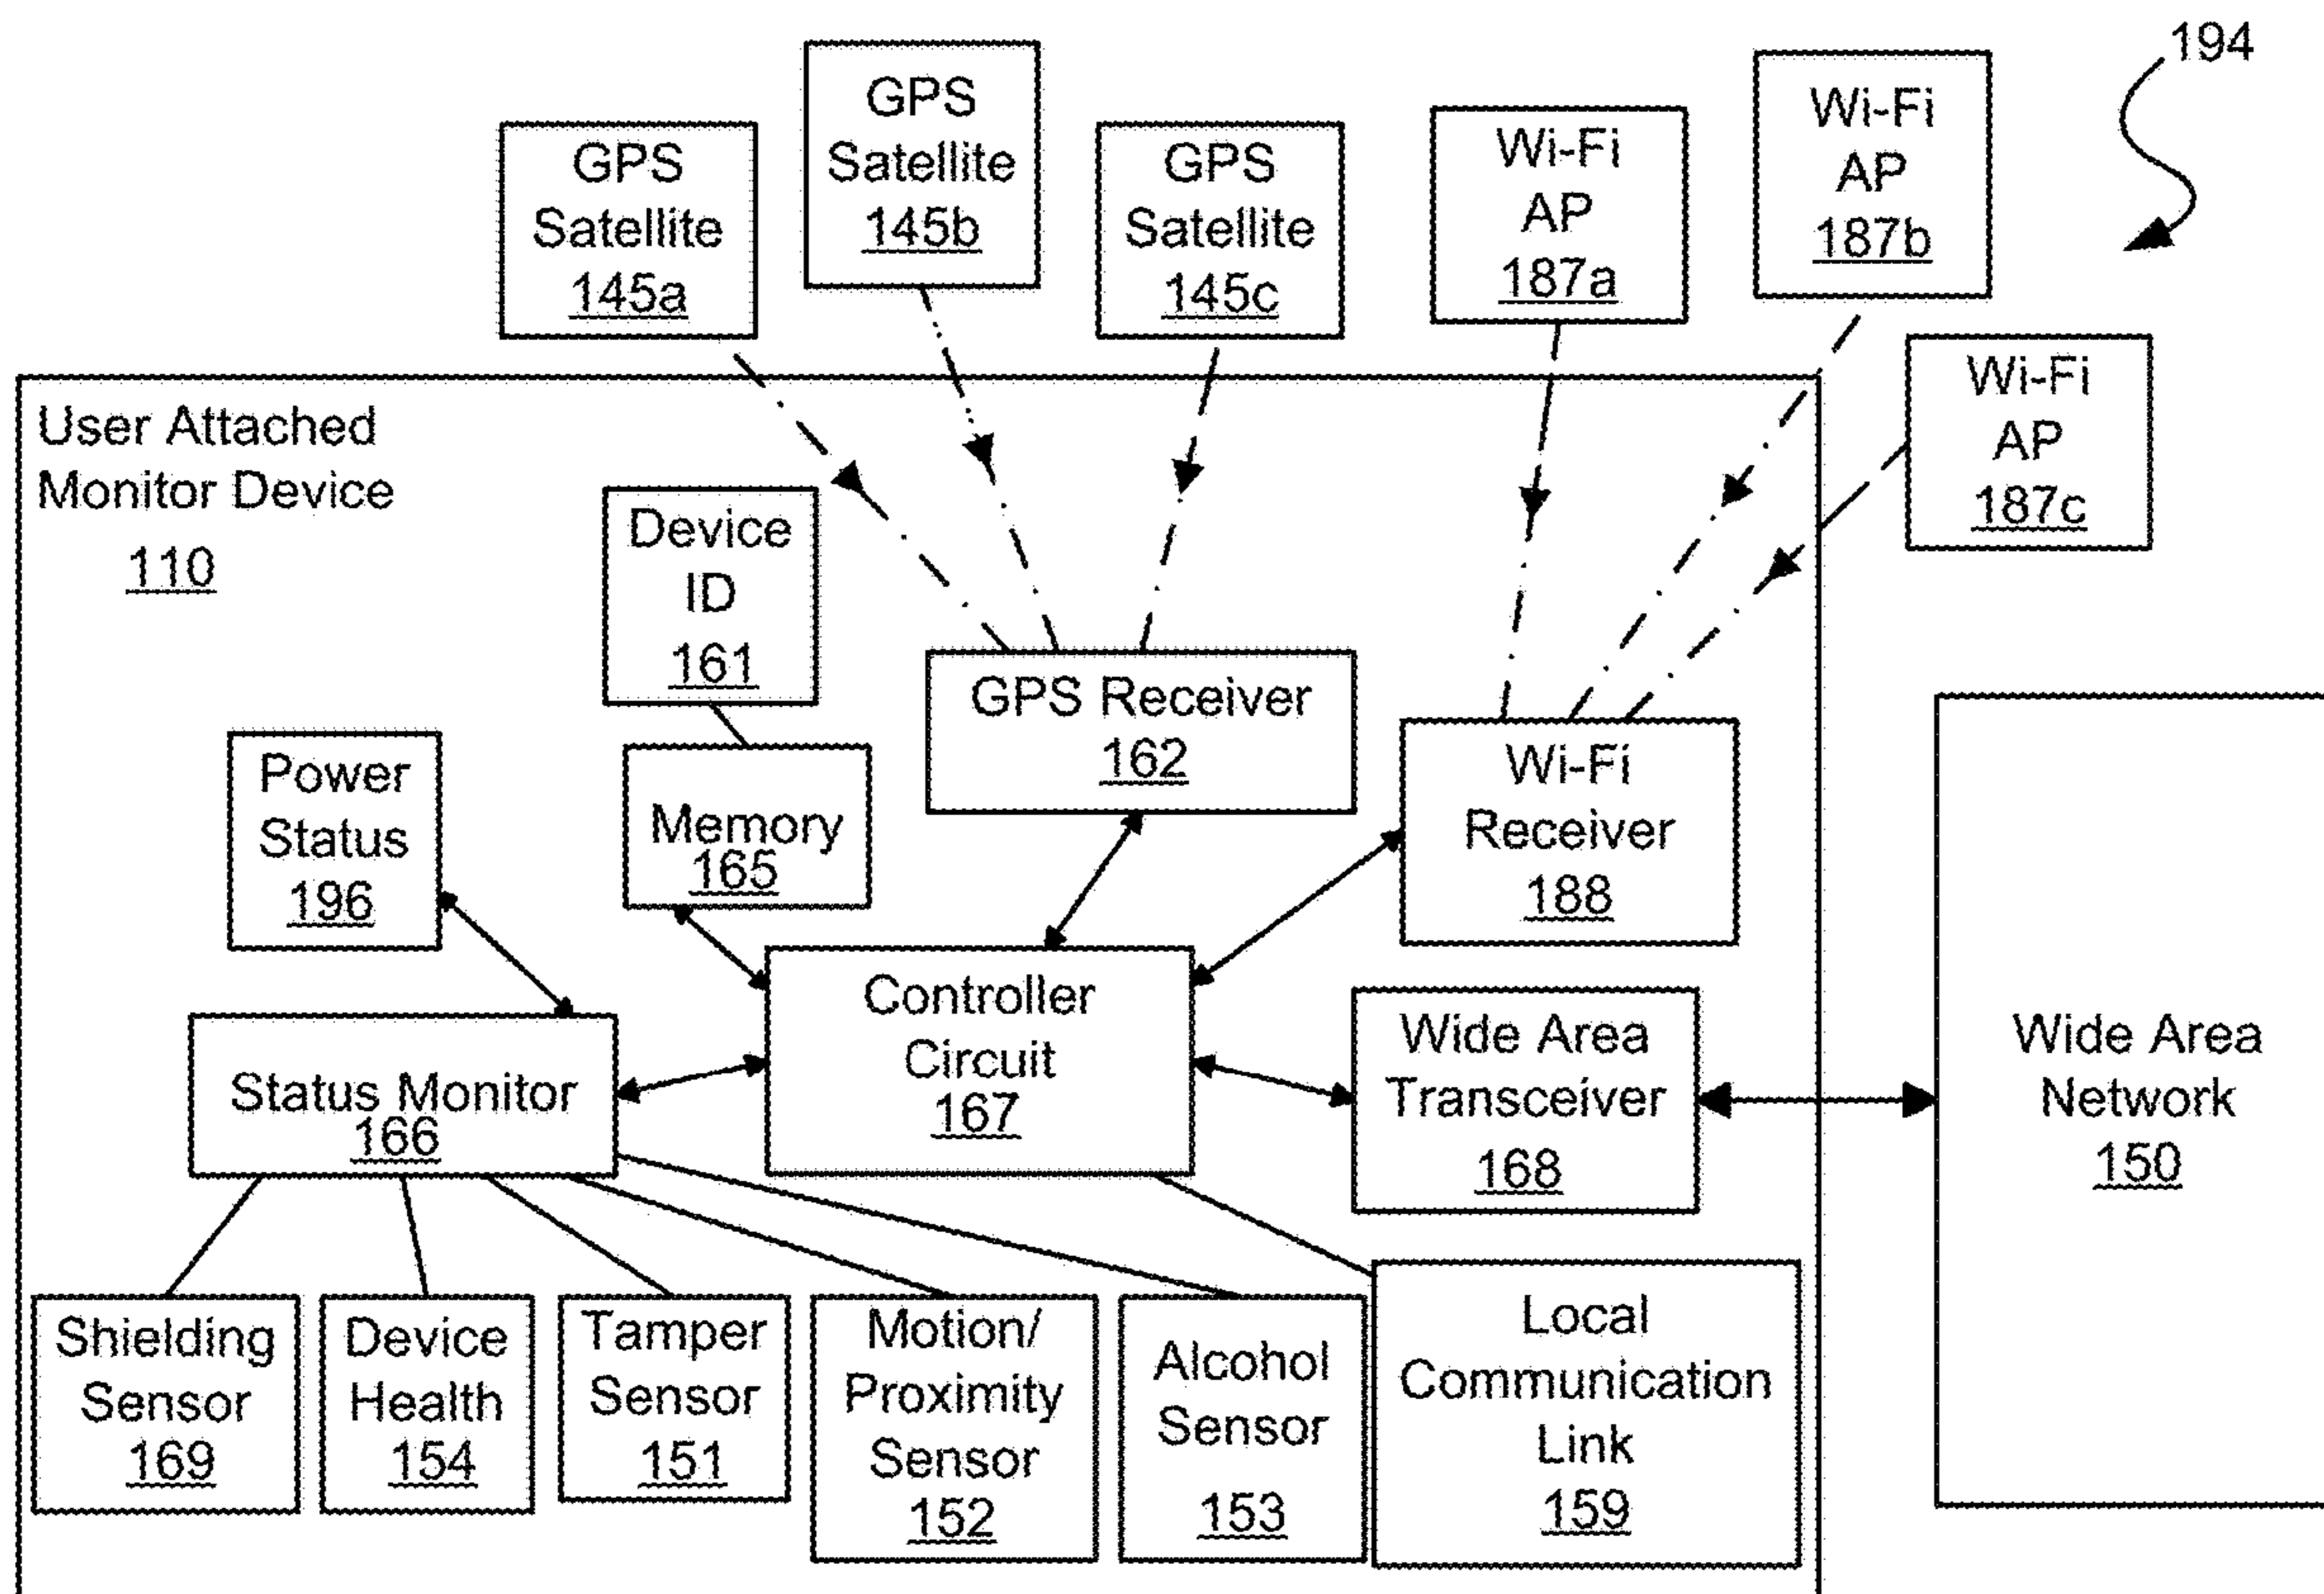 194
GPS
Satellite
145a
GPS
Satellite
145b
GPS
Satellite
145c
Wi-Fi
AP
187a
Wi-Fi
AP
187b
Wi-Fi
AP
187c
User Attached
Monitor Device
110
Device
ID
161
GPS Receiver
162
Power
Status
196
Memory
165
Wi-Fi
Receiver
188
Controller
Circuit
167
Wide Area
Transceiver
168
Wide Area
Network
150
Status Monitor
166
Shielding
Sensor
169
Device
Health
154
Tamper
Sensor
151
Motion/
Proximity
Sensor
152
Alcohol
Sensor
153
Local
Communication
Link
159